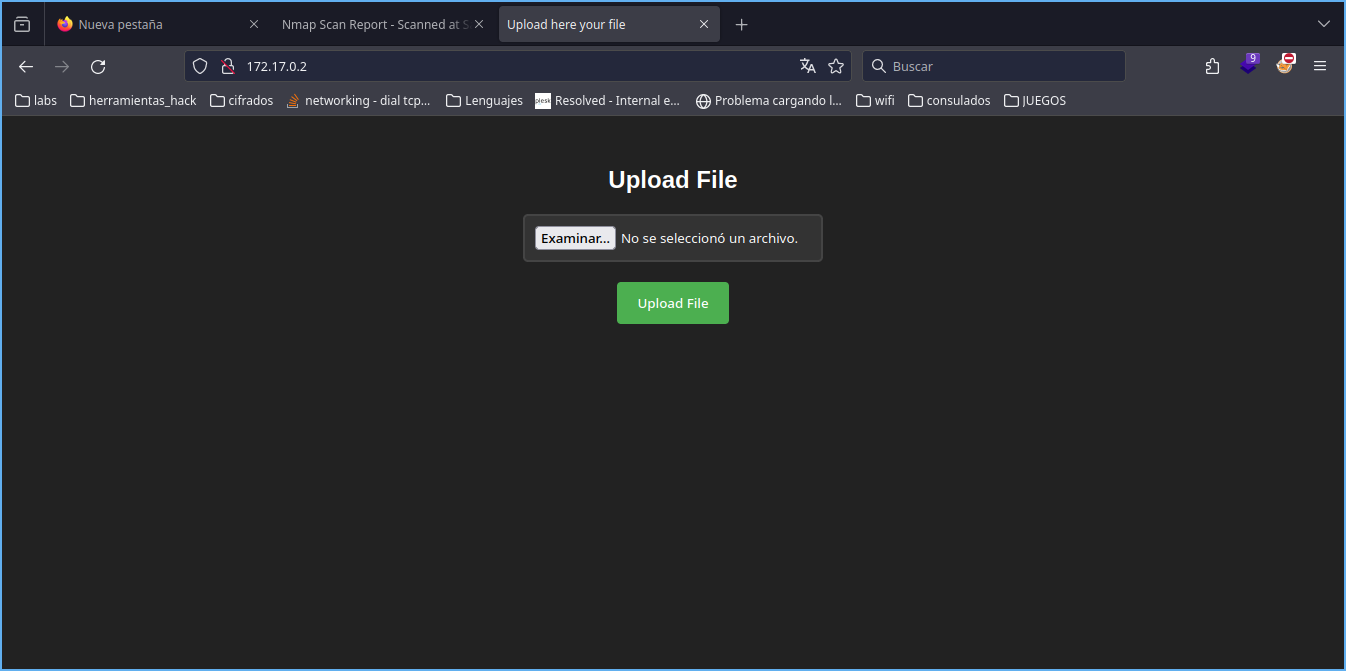 Nueva pestaña
Nmap Scan Report - Scanned at S
Upload here your file
172.17.0.2
Buscar
9
labs
herramientas_hack
cifrados
networking - dial tcp...
Lenguajes
plesk
Resolved - Internal e...
Problema cargando l...
wifi
consulados
JUEGOS
Upload File
Examinar... No se seleccionó un archivo.
Upload File